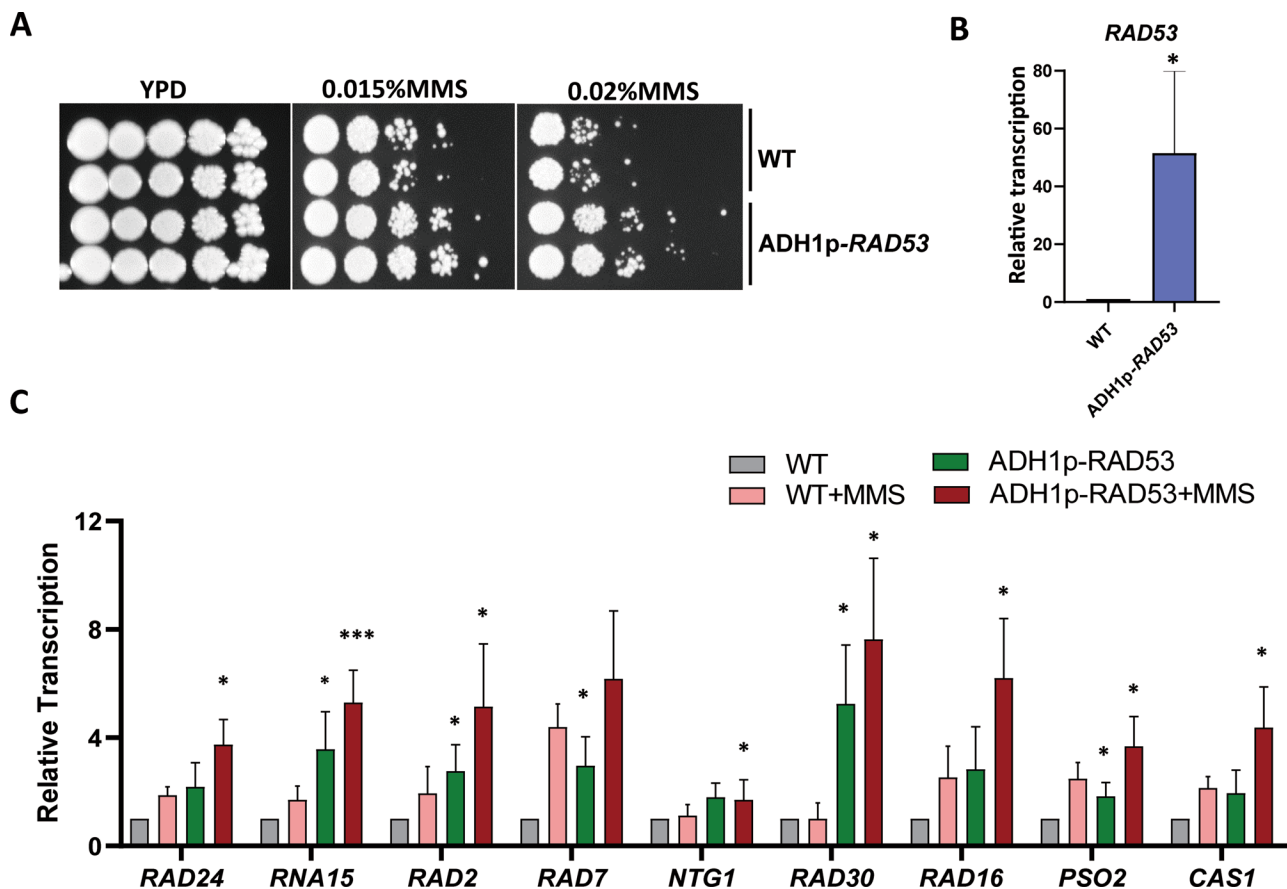 A
YPD
0.015%MMS
0.02%MMS
WT
ADH1p-RAD53
B
RAD53
*
Relative transcription
80
60
40
20
0
WT
ADH1p-RAD53
C
WT
ADH1p-RAD53
WT+MMS
ADH1p-RAD53+MMS
Relative Transcription
12
8
4
0
*
*
***
*
*
*
*
*
*
*
*
*
*
RAD24
RNA15
RAD2
RAD7
NTG1
RAD30
RAD16
PSO2
CAS1